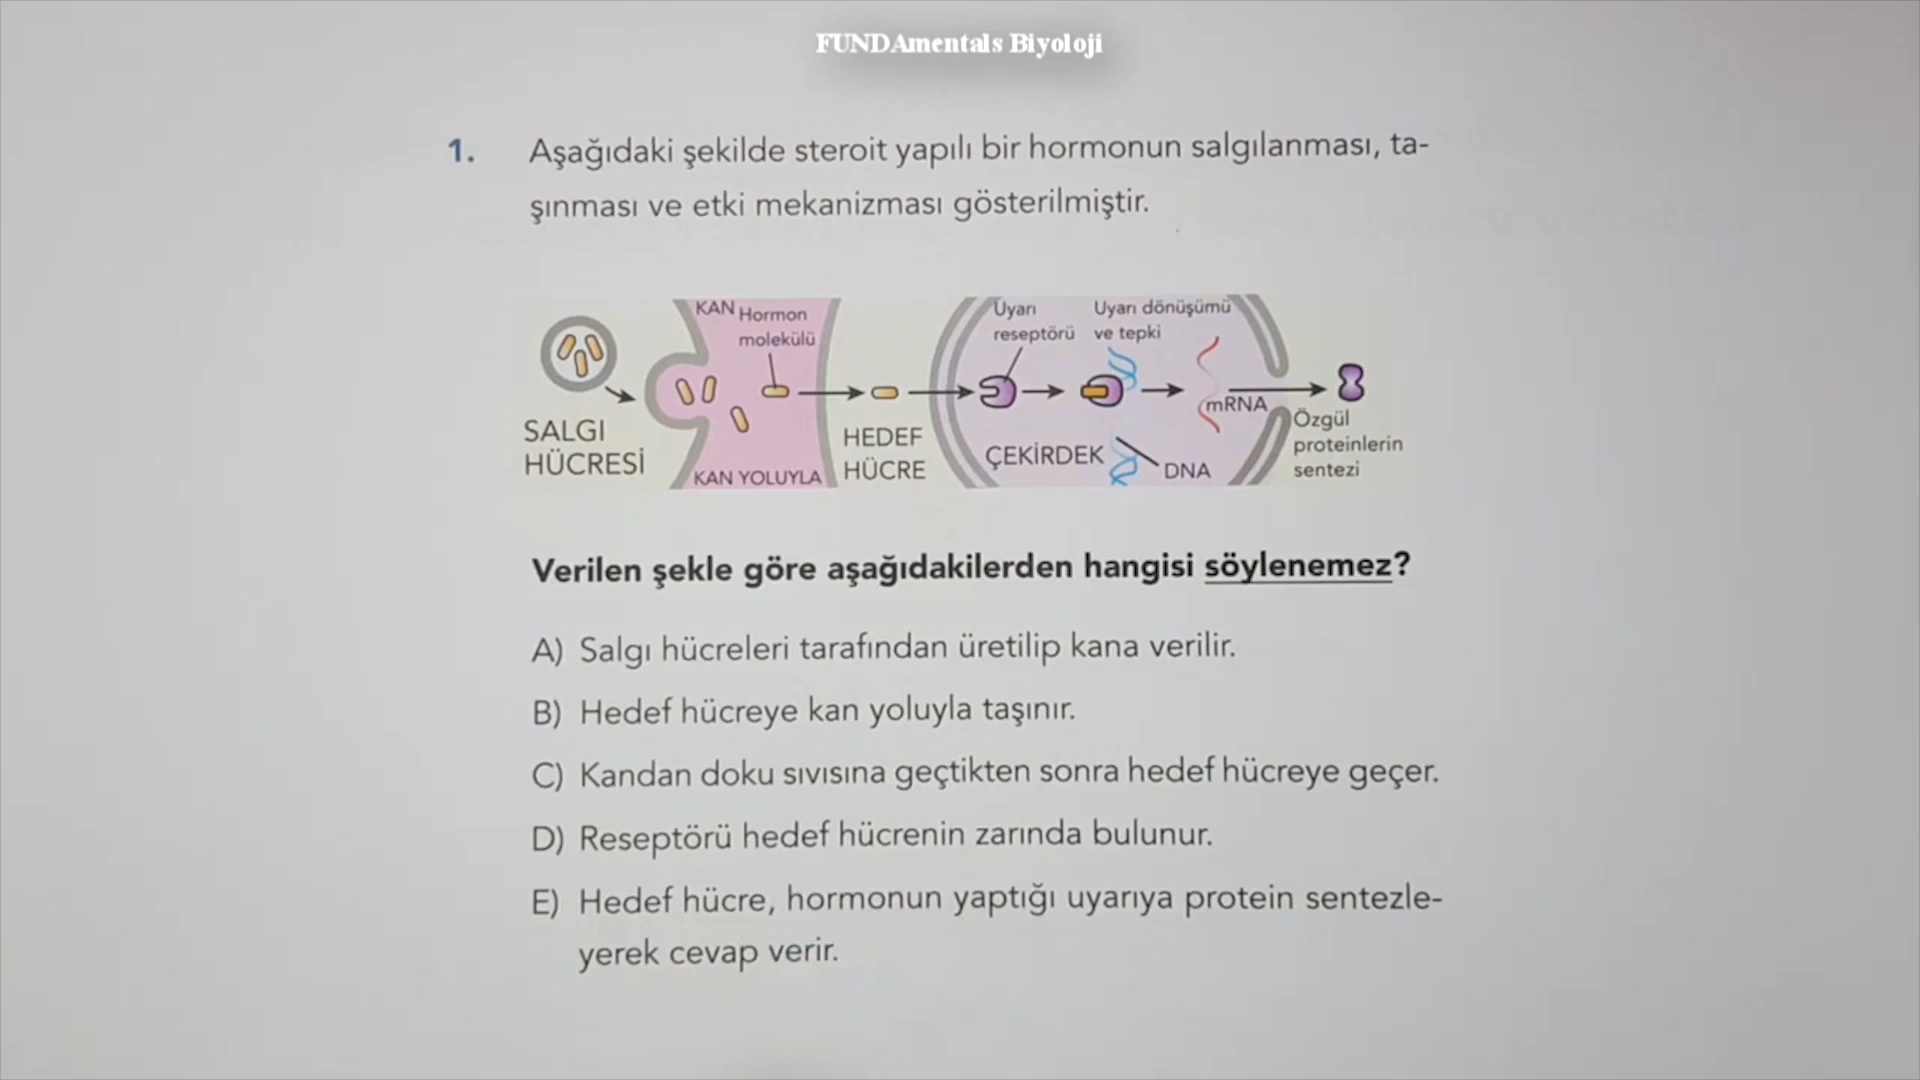 FUNDAmentals Biyoloji
1. Aşağıdaki şekilde steroit yapılı bir hormonun salgılanması, ta-
şınması ve etki mekanizması gösterilmiştir.
KAN
Hormon
molekülü
Uyarı
reseptörü
Uyarı dönüşümü
ve tepki
SALGI
HÜCRESİ
KAN YOLUYLA
HEDEF
HÜCRE
ÇEKİRDEK
DNA
mRNA
Özgül
proteinlerin
sentezi
Verilen şekle göre aşağıdakilerden hangisi söylenemez?
A) Salgı hücreleri tarafından üretilip kana verilir.
B) Hedef hücreye kan yoluyla taşınır.
C) Kandan doku sıvısına geçtikten sonra hedef hücreye geçer.
D) Reseptörü hedef hücrenin zarında bulunur.
E) Hedef hücre, hormonun yaptığı uyarıya protein sentezle-
yerek cevap verir.